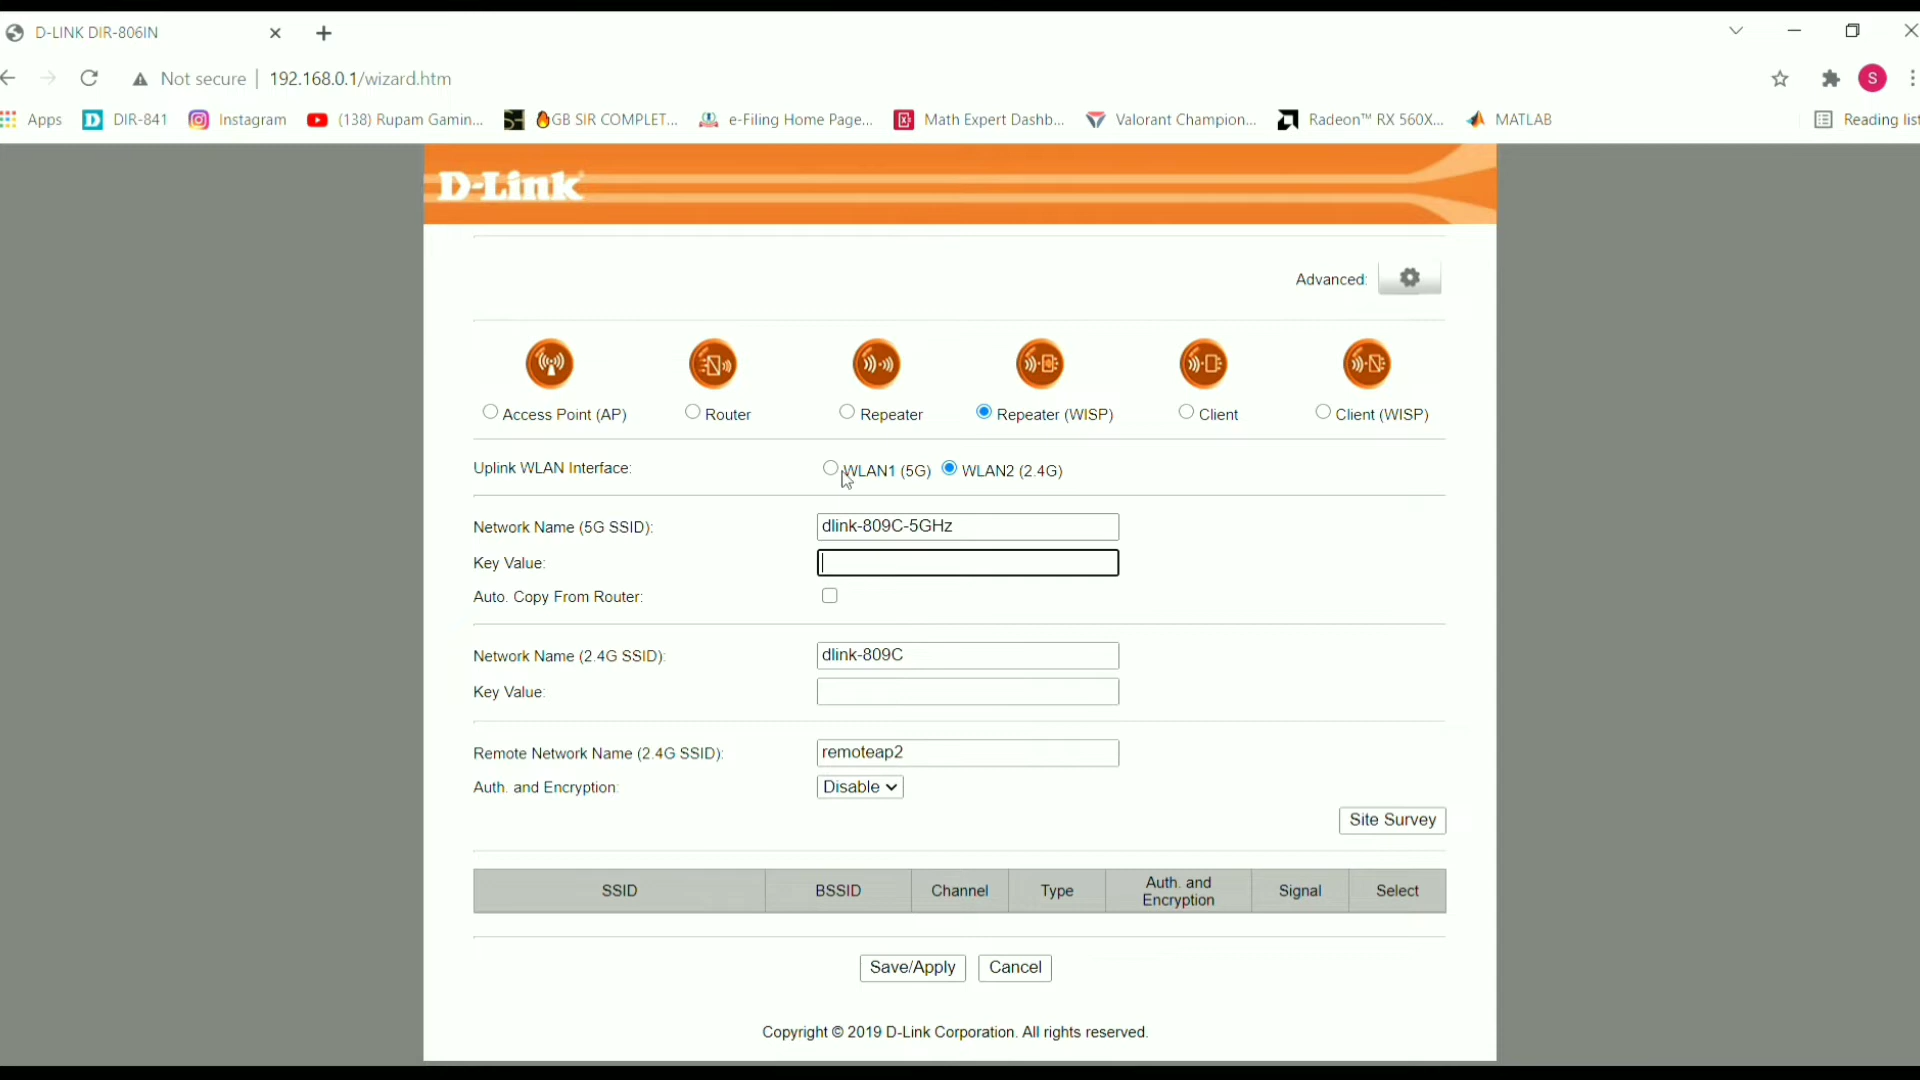 D-LINK DIR-806IN
Not secure | 192.168.0.1/wizard.htm
Apps DIR-841 Instagram (138) Rupam Gamin... GB SIR COMPLET... e-Filing Home Page... Math Expert Dashb... Valorant Champion... Radeon™ RX 560X... MATLAB Reading list
S
D-Link
Advanced:
Access Point (AP) Router Repeater Repeater (WISP) Client Client (WISP)
Uplink WLAN Interface: WLAN1 (5G) WLAN2 (2.4G)
Network Name (5G SSID): dlink-809C-5GHz
Key Value:
Auto. Copy From Router:
Network Name (2.4G SSID): dlink-809C
Key Value:
Remote Network Name (2.4G SSID): remoteap2
Auth. and Encryption: Disable
Site Survey
SSID BSSID Channel Type Auth. and Encryption Signal Select
Save/Apply Cancel
Copyright © 2019 D-Link Corporation. All rights reserved.